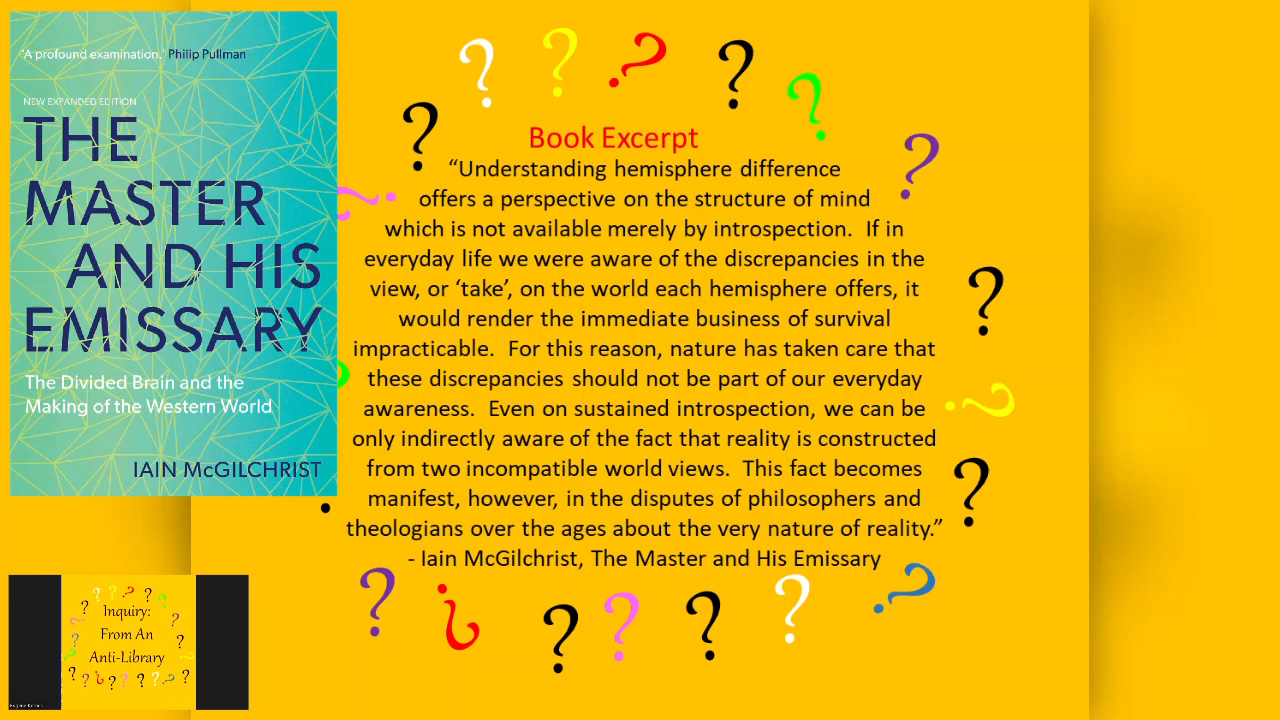 'A profound examination.' Philip Pullman
NEW EXPANDED EDITION
THE
MASTER
AND HIS
EMISSARY
The Divided Brain and the
Making of the Western World
IAIN McGILCHRIST
Book Excerpt
“Understanding hemisphere difference
offers a perspective on the structure of mind
which is not available merely by introspection.  If in
everyday life we were aware of the discrepancies in the
view, or ‘take’, on the world each hemisphere offers, it
would render the immediate business of survival
impracticable.  For this reason, nature has taken care that
these discrepancies should not be part of our everyday
awareness.  Even on sustained introspection, we can be
only indirectly aware of the fact that reality is constructed
from two incompatible world views.  This fact becomes
manifest, however, in the disputes of philosophers and
theologians over the ages about the very nature of reality.”
- Iain McGilchrist, The Master and His Emissary
Inquiry:
From An
Anti-Library